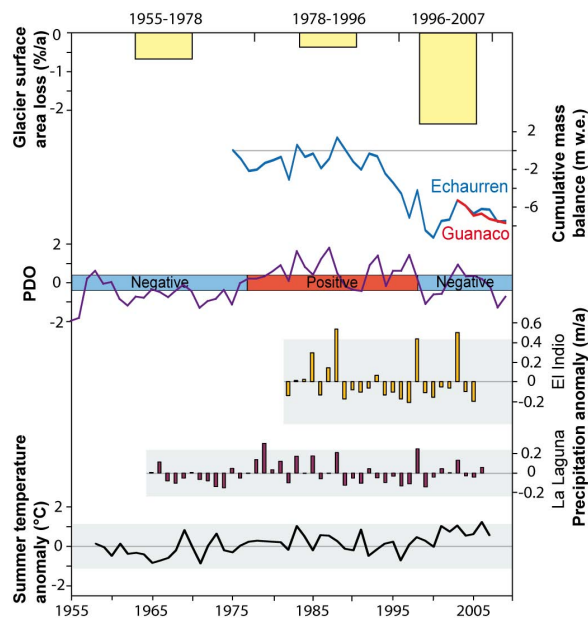 1955-1978 1978-1996 1996-2007
Glacier surface
area loss (%/a)
0
-1
-2
Cumulative mass
balance (m w.e.)
2
-2
-6
Echaurren
Guanaco
PDO
2
0
-2
Negative Positive Negative
Precipitation anomaly (m/a)
El Indio
0.6
0.4
0.2
0
-0.2
La Laguna
0.2
0
-0.2
Summer temperature
anomaly (°C)
2
0
-2
1955 1965 1975 1985 1995 2005